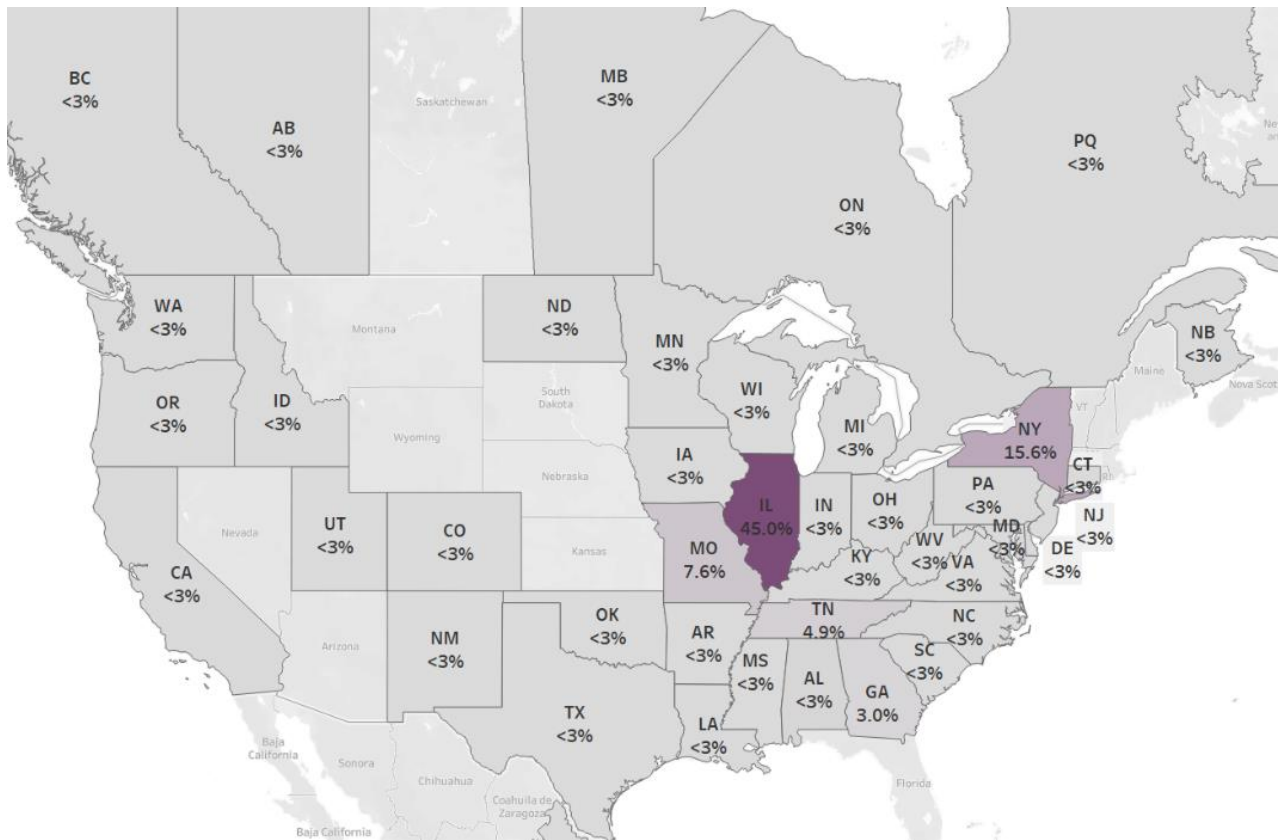 BC
<3%
AB
<3%
Saskatchewan
MB
<3%
ON
<3%
PQ
<3%
NB
<3%
Nova Scot
WA
<3%
Montana
ND
<3%
MN
<3%
OR
<3%
ID
<3%
Wyoming
South
Dakota
WI
<3%
MI
<3%
Maine
VT
NY
15.6%
CT
<3%
RI
IA
<3%
Nebraska
IL
45.0%
IN
<3%
OH
<3%
PA
<3%
NJ
<3%
MD
<3%
DE
<3%
Nevada
UT
<3%
CO
<3%
Kansas
MO
7.6%
KY
<3%
WV
<3%
VA
<3%
CA
<3%
Arizona
NM
<3%
OK
<3%
AR
<3%
TN
4.9%
NC
<3%
SC
<3%
MS
<3%
AL
<3%
GA
3.0%
TX
<3%
LA
<3%
Florida
Baja
California
Sonora
Chihuahua
Coahuila de
Zaragoza
Baja California